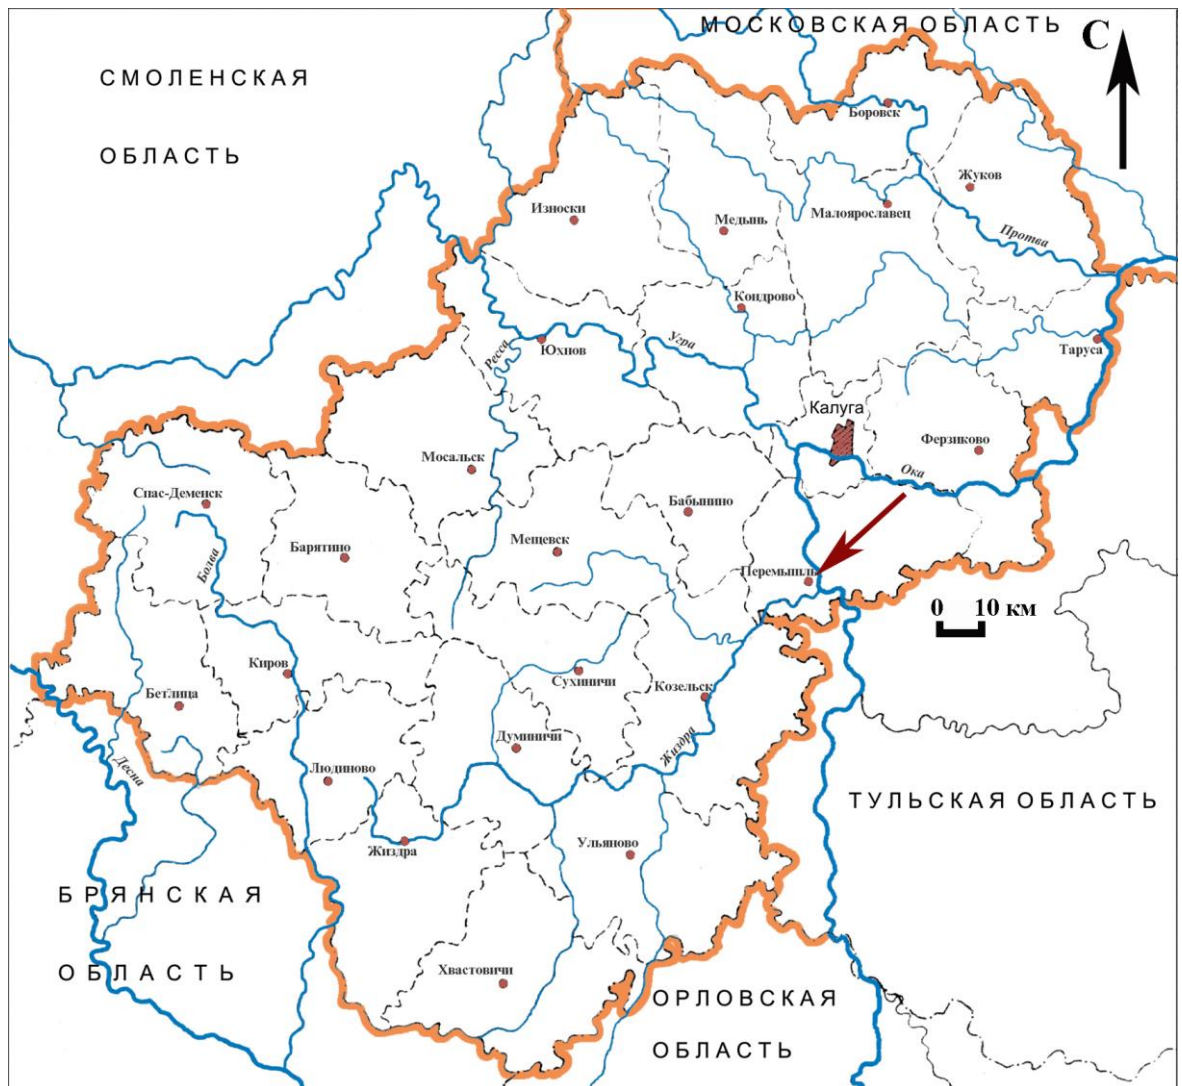 МОСКОВСКАЯ ОБЛАСТЬ
С
СМОЛЕНСКАЯ
ОБЛАСТЬ
Боровск
Жуков
Износки
Медынь
Малоярославец
Протва
Кондрово
Угра
Ресса
Юхнов
Таруса
Калуга
Ферзиково
Мосальск
Ока
Спас-Деменск
Бабынино
Болва
Барятино
Мещевск
Перемышль
0 10 км
Киров
Сухиничи
Козельск
Бетлица
Жиздра
Думиничи
Десна
Людиново
ТУЛЬСКАЯ ОБЛАСТЬ
Жиздра
Ульяново
БРЯНСКАЯ
ОБЛАСТЬ
Хвастовичи
ОРЛОВСКАЯ
ОБЛАСТЬ